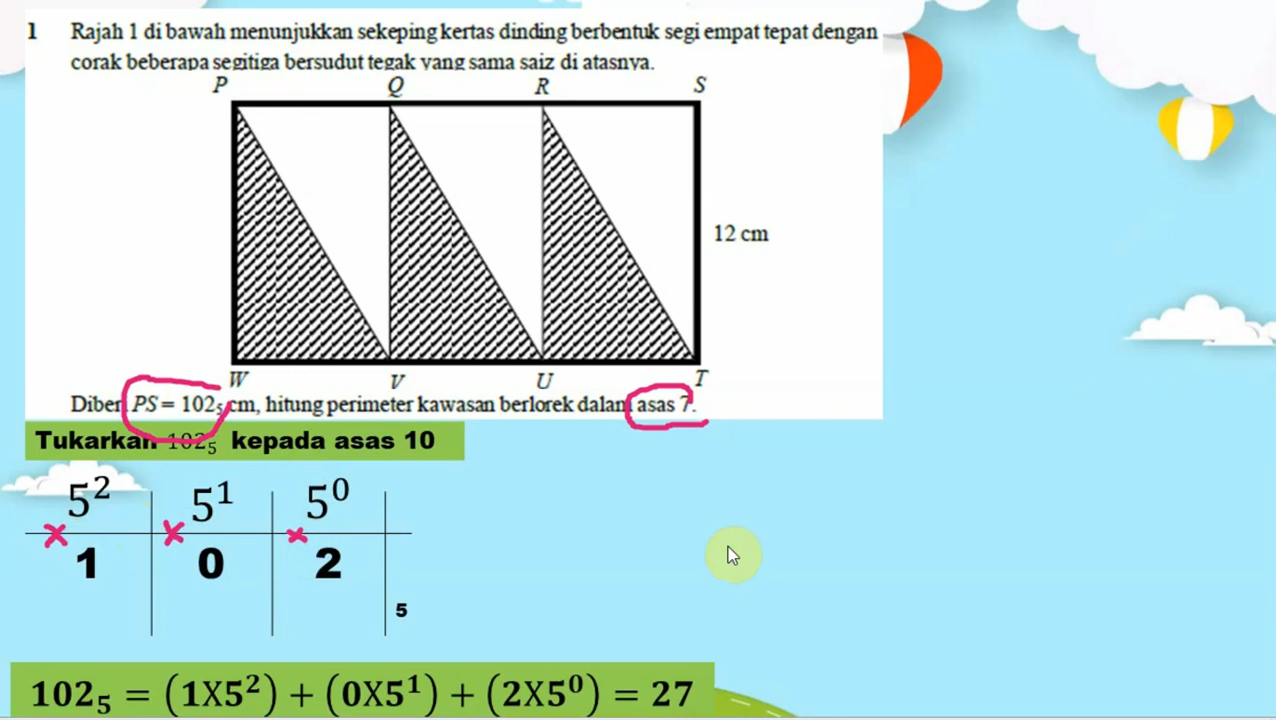 1 Rajah 1 di bawah menunjukkan sekeping kertas dinding berbentuk segi empat tepat dengan
corak beberapa segitiga bersudut tegak yang sama saiz di atasnya.
P Q R S
12 cm
W V U T
Diberi PS = 102₅ cm, hitung perimeter kawasan berlorek dalam asas 7.
Tukarkan 102₅ kepada asas 10
5² 5¹ 5⁰
× × ×
1 0 2
5
102₅ = (1X5²) + (0X5¹) + (2X5⁰) = 27